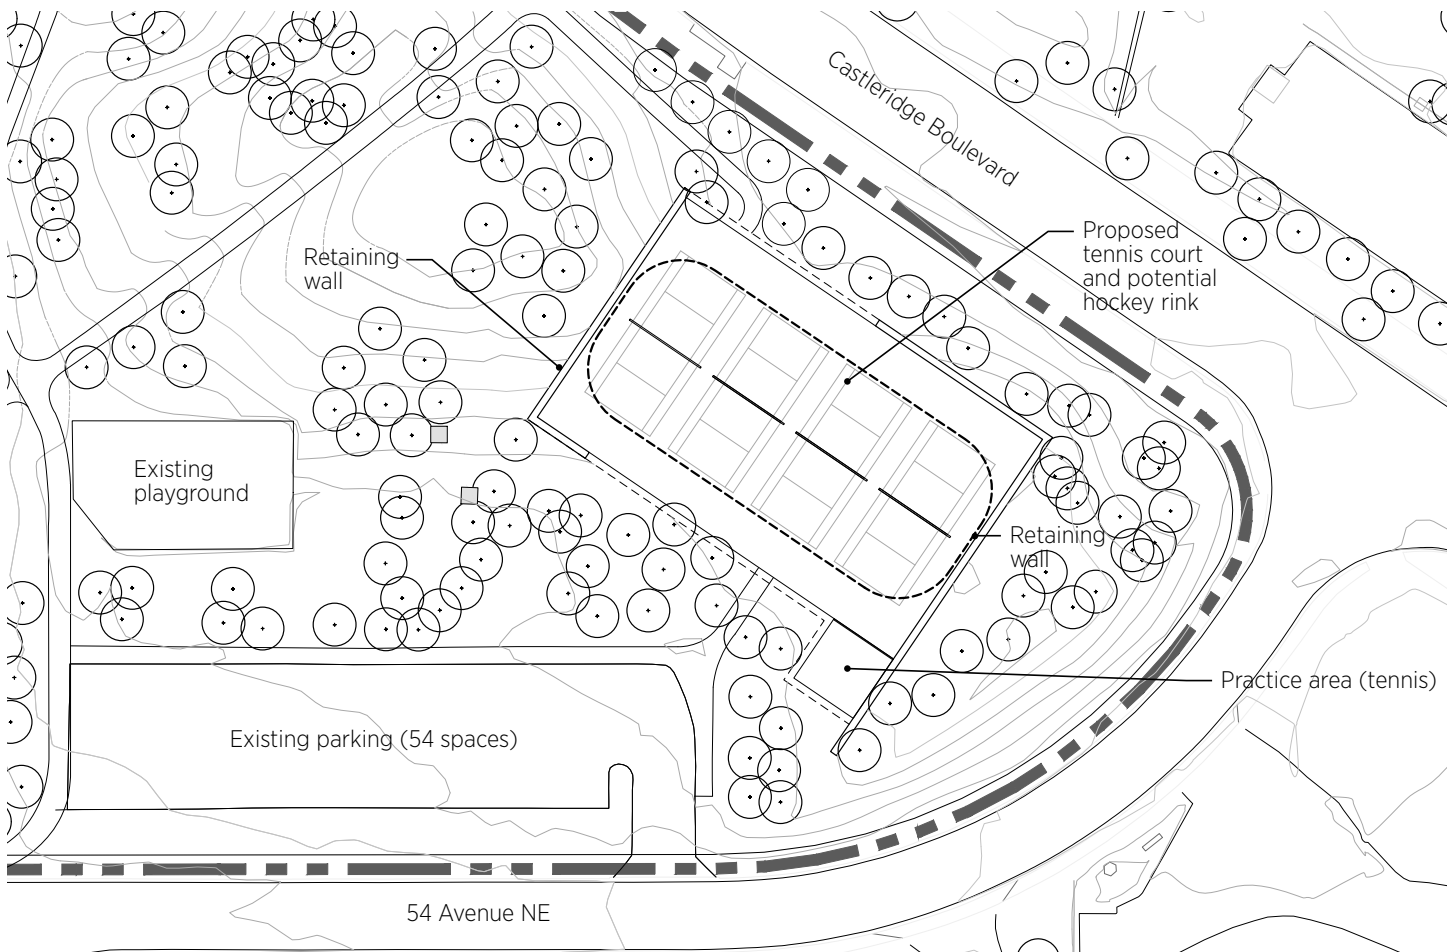 Castleridge Boulevard
Proposed
tennis court
and potential
hockey rink
Retaining
wall
Existing
playground
Retaining
wall
Practice area (tennis)
Existing parking (54 spaces)
54 Avenue NE